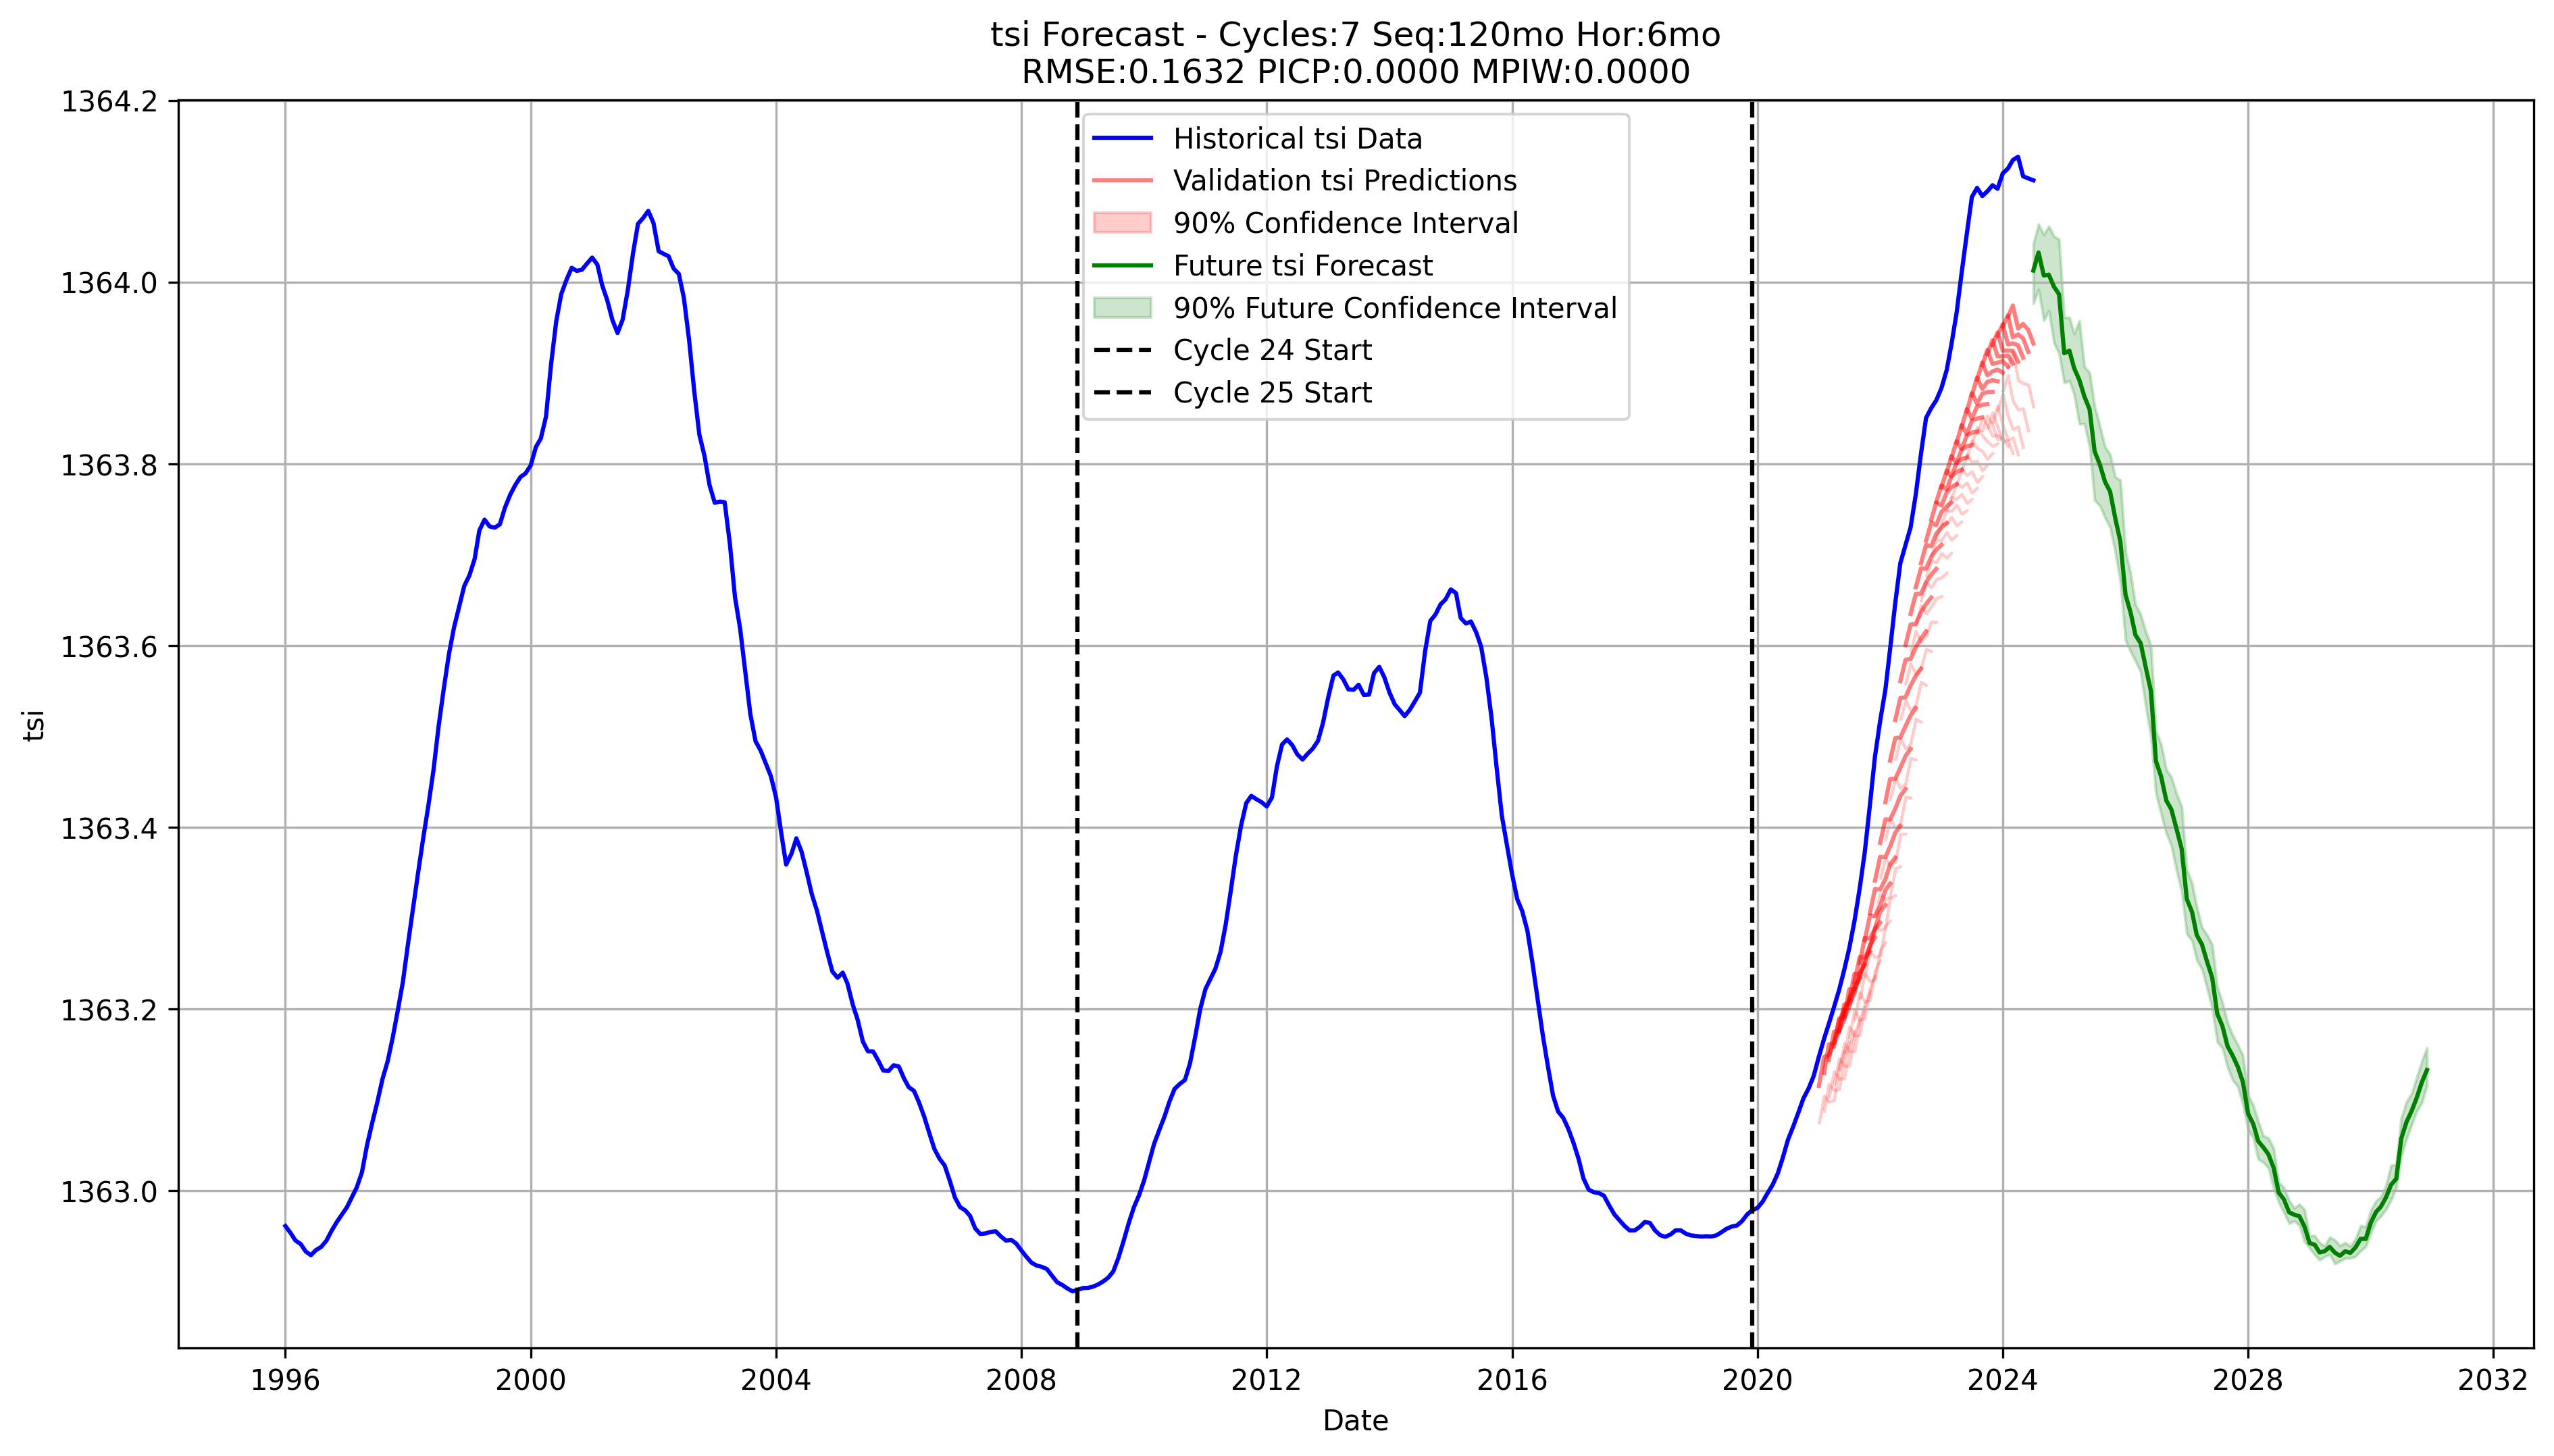 tsi Forecast - Cycles:7 Seq:120mo Hor:6mo
RMSE:0.1632 PICP:0.0000 MPIW:0.0000
1364.2
1364.0
1363.8
1363.6
1363.4
1363.2
1363.0
tsi
Historical tsi Data
Validation tsi Predictions
90% Confidence Interval
Future tsi Forecast
90% Future Confidence Interval
Cycle 24 Start
Cycle 25 Start
1996 2000 2004 2008 2012 2016 2020 2024 2028 2032
Date